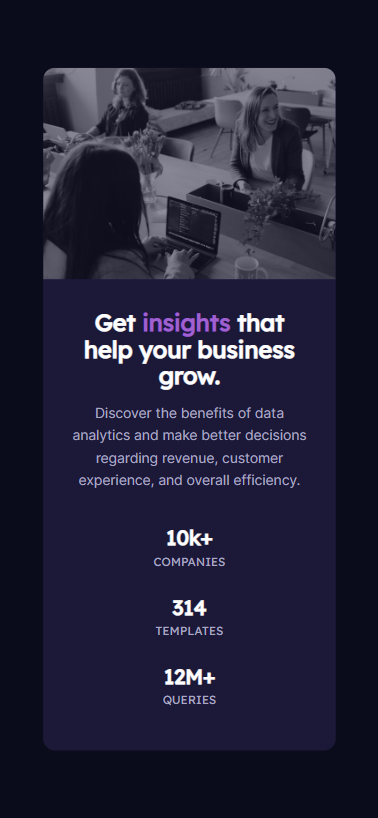 Get insights that
help your business
grow.
Discover the benefits of data
analytics and make better decisions
regarding revenue, customer
experience, and overall efficiency.
10k+
COMPANIES
314
TEMPLATES
12M+
QUERIES